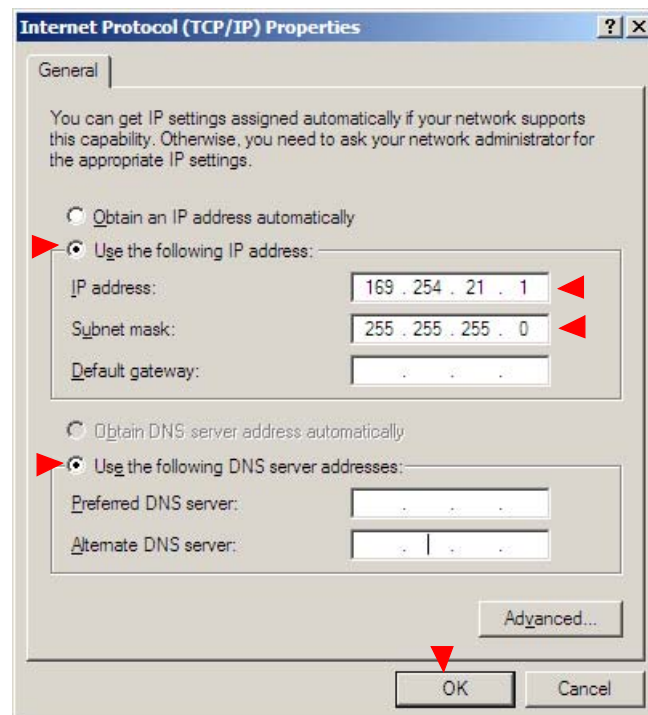 Internet Protocol (TCP/IP) Properties
General
You can get IP settings assigned automatically if your network supports
this capability. Otherwise, you need to ask your network administrator for
the appropriate IP settings.
Obtain an IP address automatically
Use the following IP address:
IP address: 169 . 254 . 21 . 1
Subnet mask: 255 . 255 . 255 . 0
Default gateway: . . .
Obtain DNS server address automatically
Use the following DNS server addresses:
Preferred DNS server: . . .
Alternate DNS server: . . .
Advanced...
OK Cancel